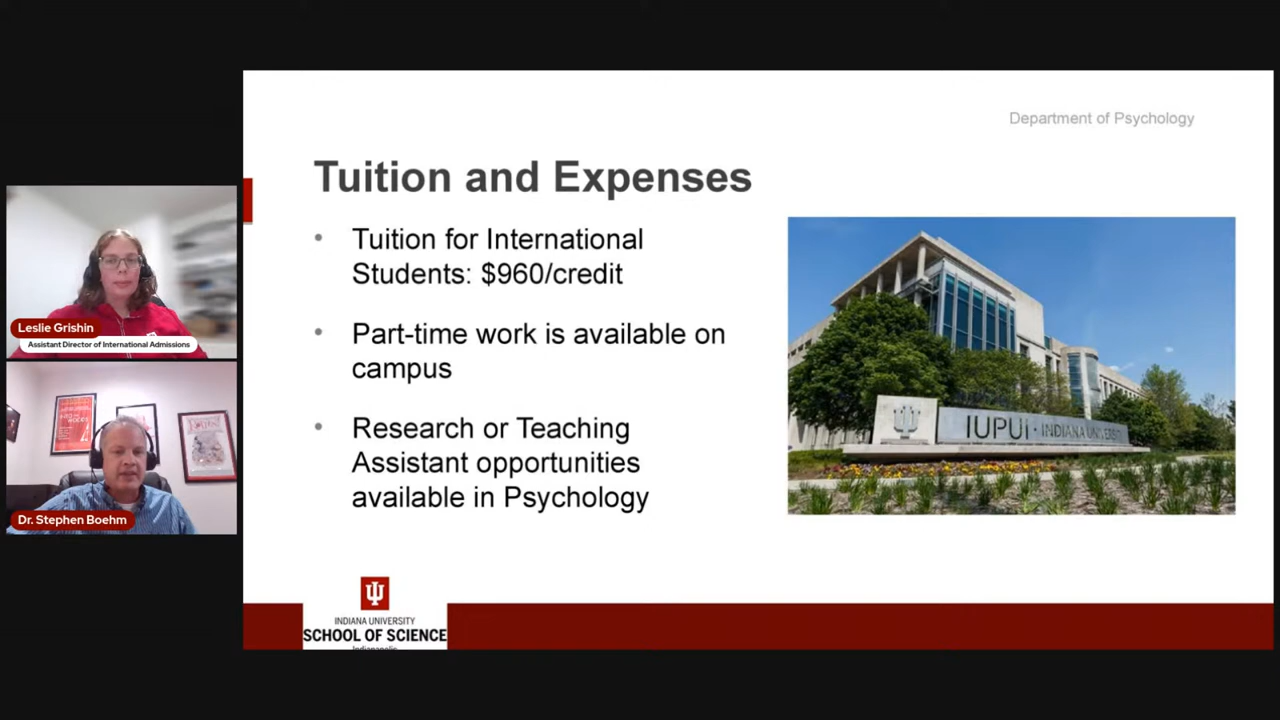 Department of Psychology
Tuition and Expenses
• Tuition for International
Students: $960/credit
• Part-time work is available on
campus
• Research or Teaching
Assistant opportunities
available in Psychology
IUPUI • INDIANA UNIVERSITY
Leslie Grishin
Assistant Director of International Admissions
Dr. Stephen Boehm
INDIANA UNIVERSITY
SCHOOL OF SCIENCE
Indianapolis